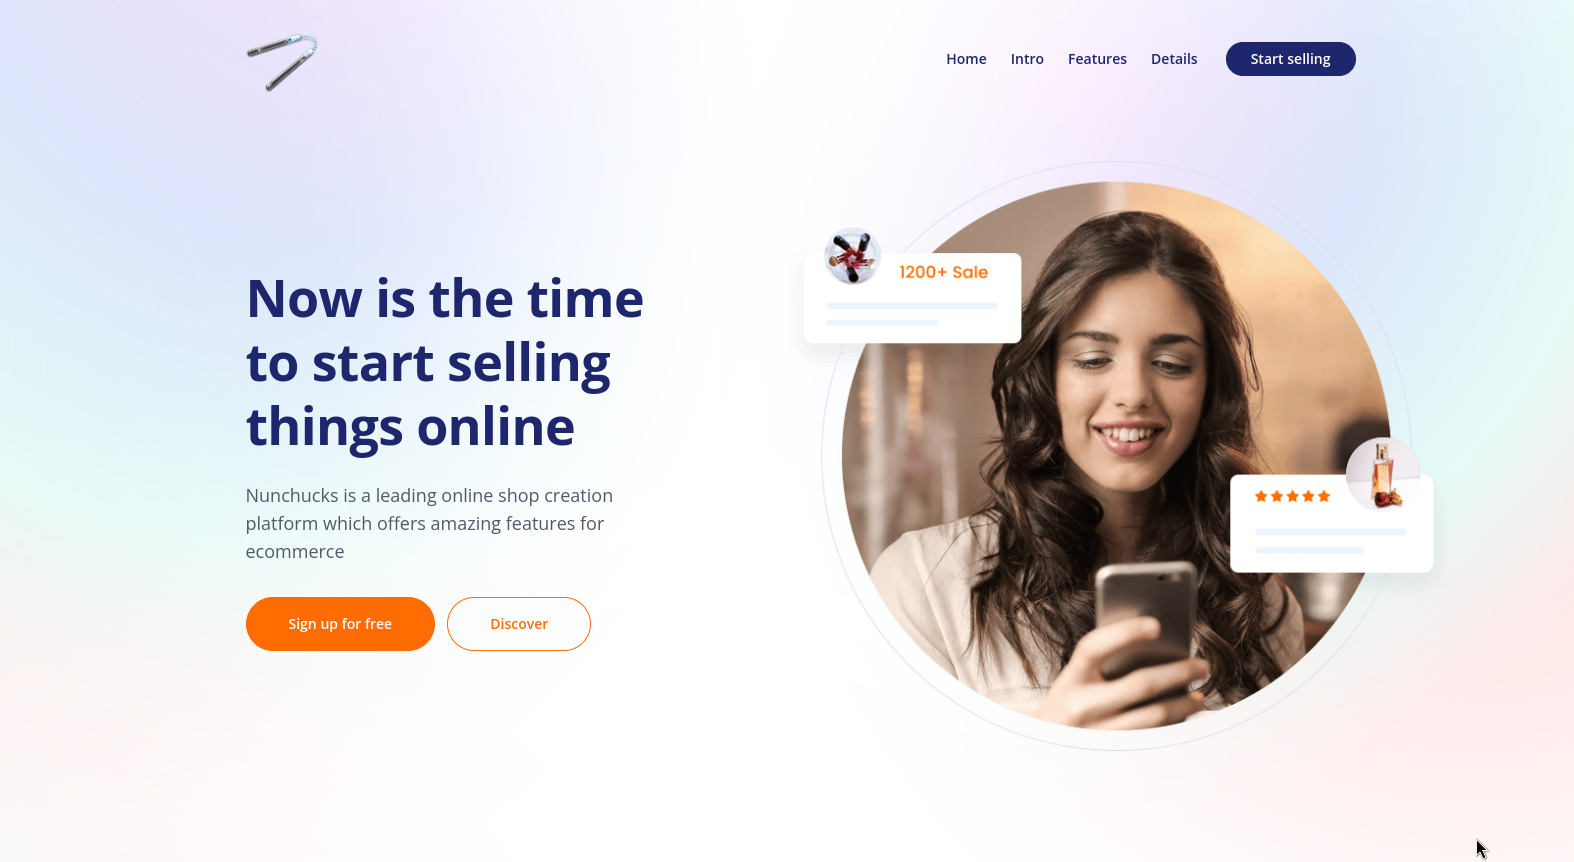 Home
Intro
Features
Details
Start selling
Now is the time
to start selling
things online
Nunchucks is a leading online shop creation
platform which offers amazing features for
ecommerce
Sign up for free
Discover
1200+ Sale